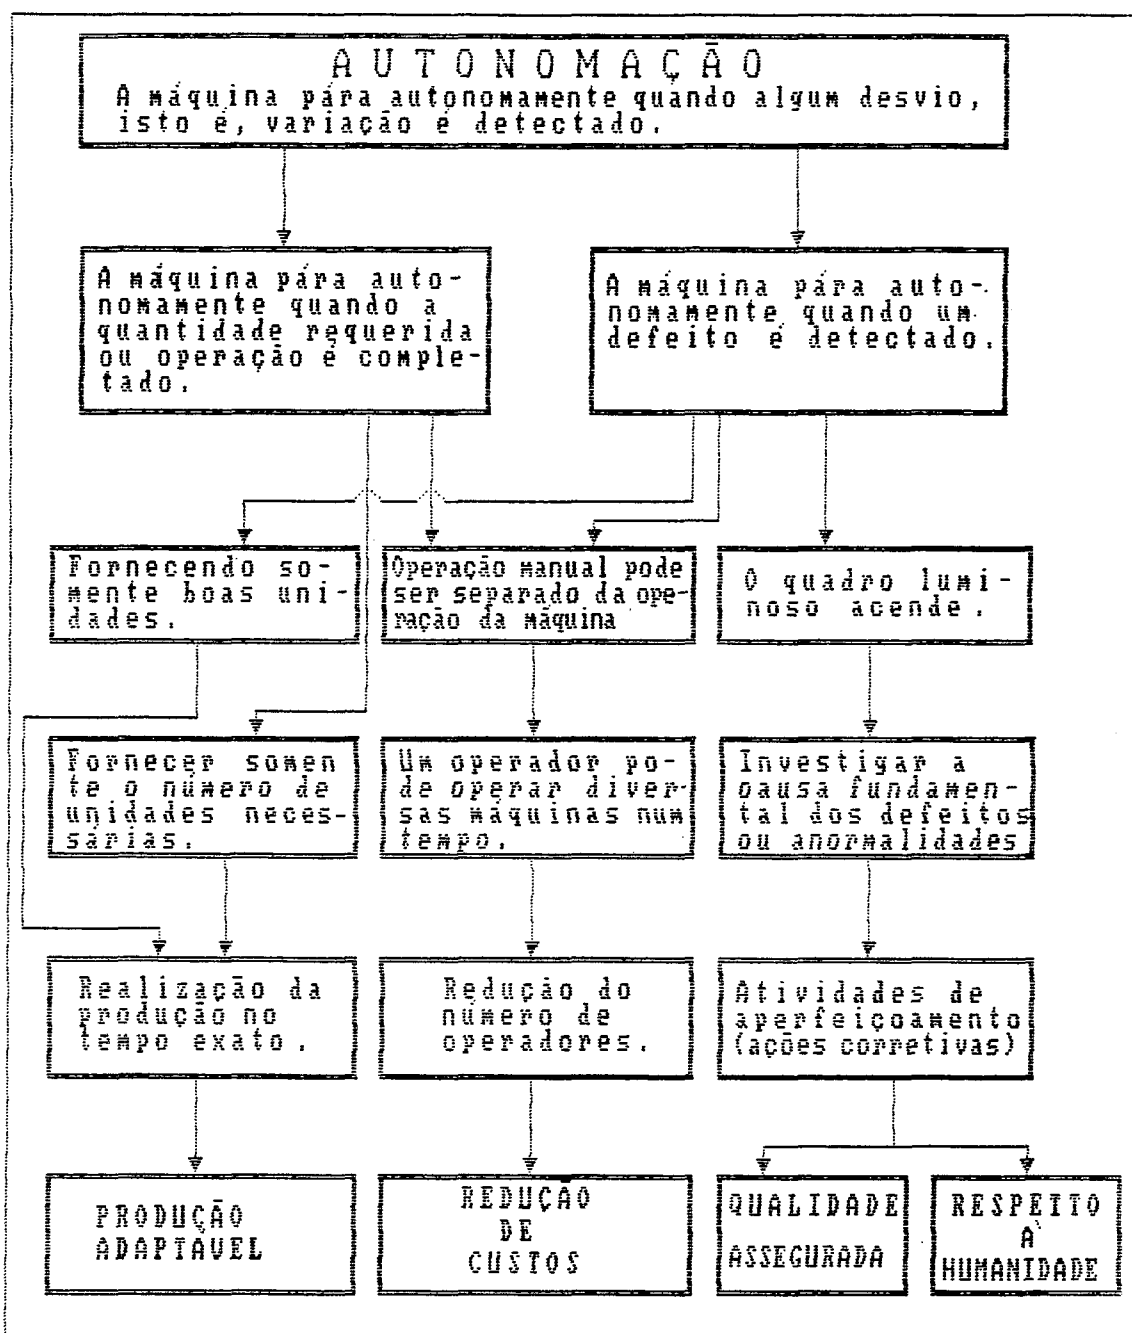 AUTONOMAÇÃO
A máquina pára autonomamente quando algum desvio,
isto é, variação é detectado.
A máquina pára auto-
nomamente quando a
quantidade requerida
ou operação é comple-
tado.
A máquina pára auto-
nomamente quando um
defeito é detectado.
Fornecendo so-
mente boas uni-
dades.
Operação manual pode
ser separado da ope-
ração da máquina
O quadro lumi-
noso acende.
Fornecer somen
te o número de
unidades neces-
sárias.
Um operador po-
de operar diver-
sas máquinas num
tempo.
Investigar a
causa fundamen-
tal dos defeitos
ou anormalidades
Realização da
produção no
tempo exato.
Redução do
número de
operadores.
Atividades de
aperfeiçoamento
(ações corretivas)
PRODUÇÃO
ADAPTÁVEL
REDUÇÃO
DE
CUSTOS
QUALIDADE
ASSEGURADA
RESPEITO
À
HUMANIDADE